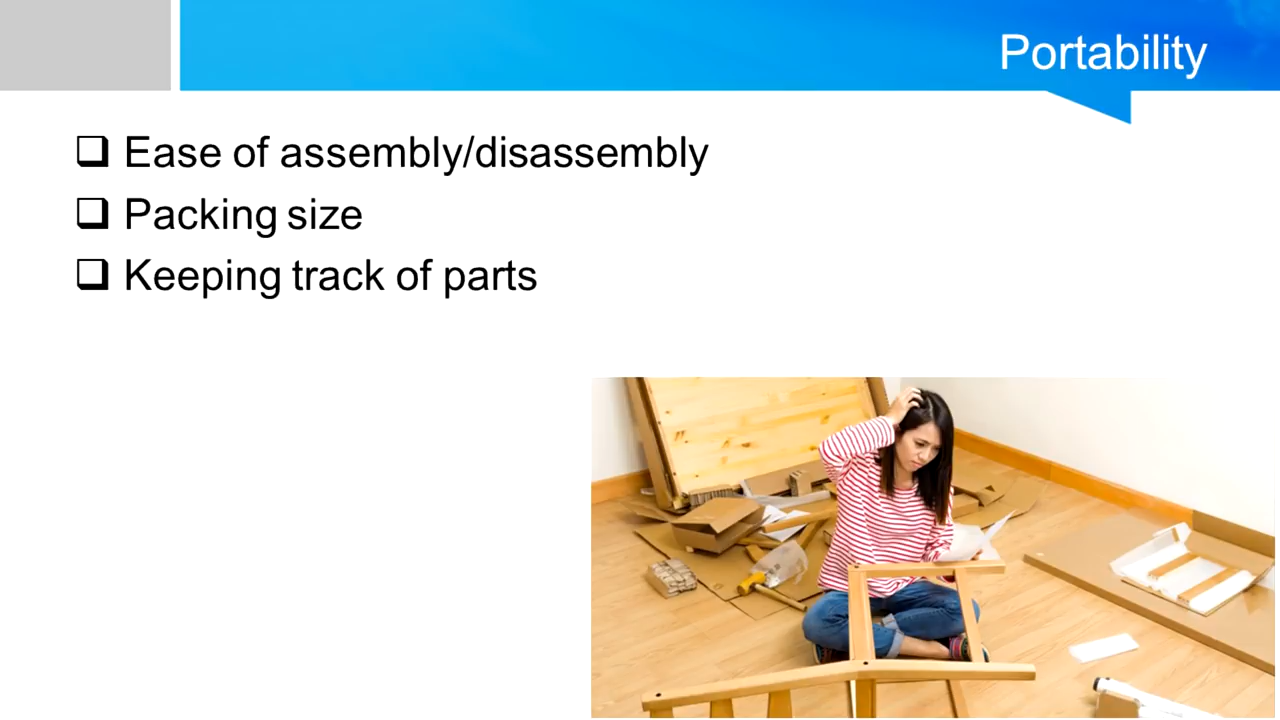 Portability
Ease of assembly/disassembly
Packing size
Keeping track of parts